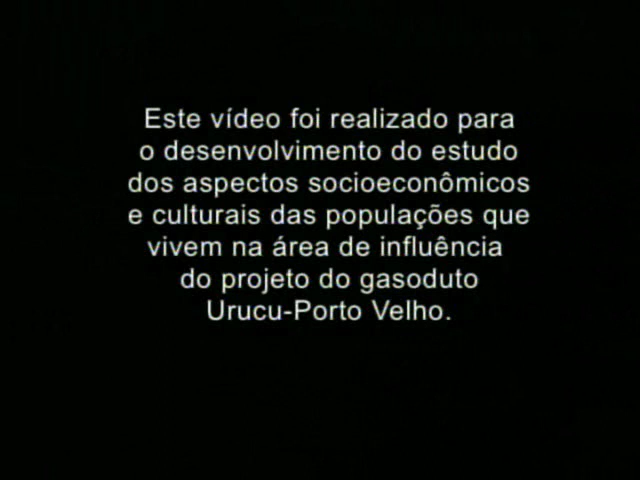 Este vídeo foi realizado para
o desenvolvimento do estudo
dos aspectos socioeconômicos
e culturais das populações que
vivem na área de influência
do projeto do gasoduto
Urucu-Porto Velho.